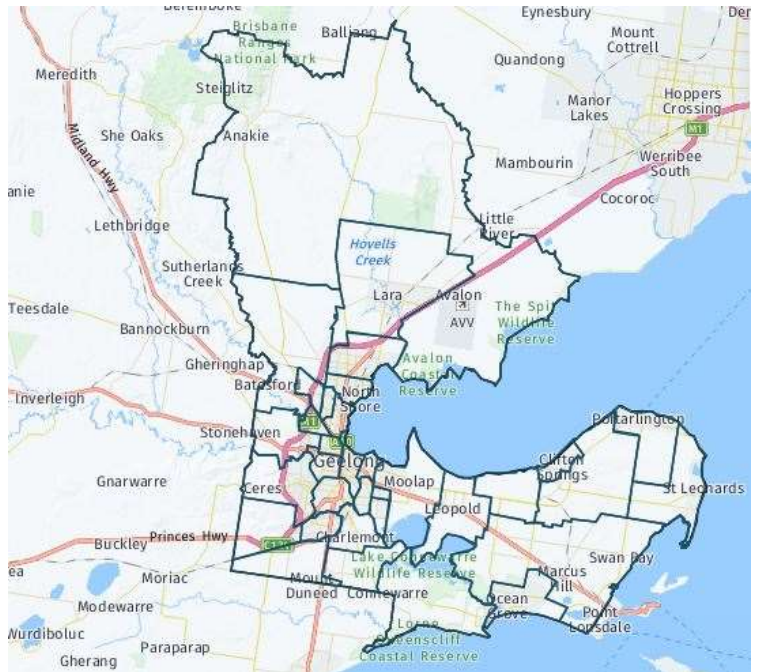 Eynesbury
Brisbane
Ranges
National Park
Balliang
Mount
Cottrell
Meredith
Quandong
Steiglitz
Hoppers
Crossing
Manor
Lakes
M1
She Oaks
Anakie
Midland Hwy
Mambourin
Werribee
South
Cocoroc
Lethbridge
Little
River
Hovells
Creek
Sutherlands
Creek
Lara
Avalon
The Spit
Wildlife
Reserve
Teesdale
AVV
Bannockburn
Gheringhap
Avalon
Coastal
Reserve
Batesford
Inverleigh
North
Shore
Portarlington
Stonehaven
Geelong
Clifton
Springs
Gnarwarre
Ceres
Moolap
St Leonards
Leopold
Princes Hwy
Buckley
Charlemont
Lake Connewarre
Wildlife Reserve
Swan Bay
Moriac
Mount
Duneed
Connewarre
Marcus
Hill
Modewarre
Ocean
Grove
Point
Lonsdale
Wurdiboluc
Paraparap
Gherang
Lorne
Queenscliff
Coastal Reserve